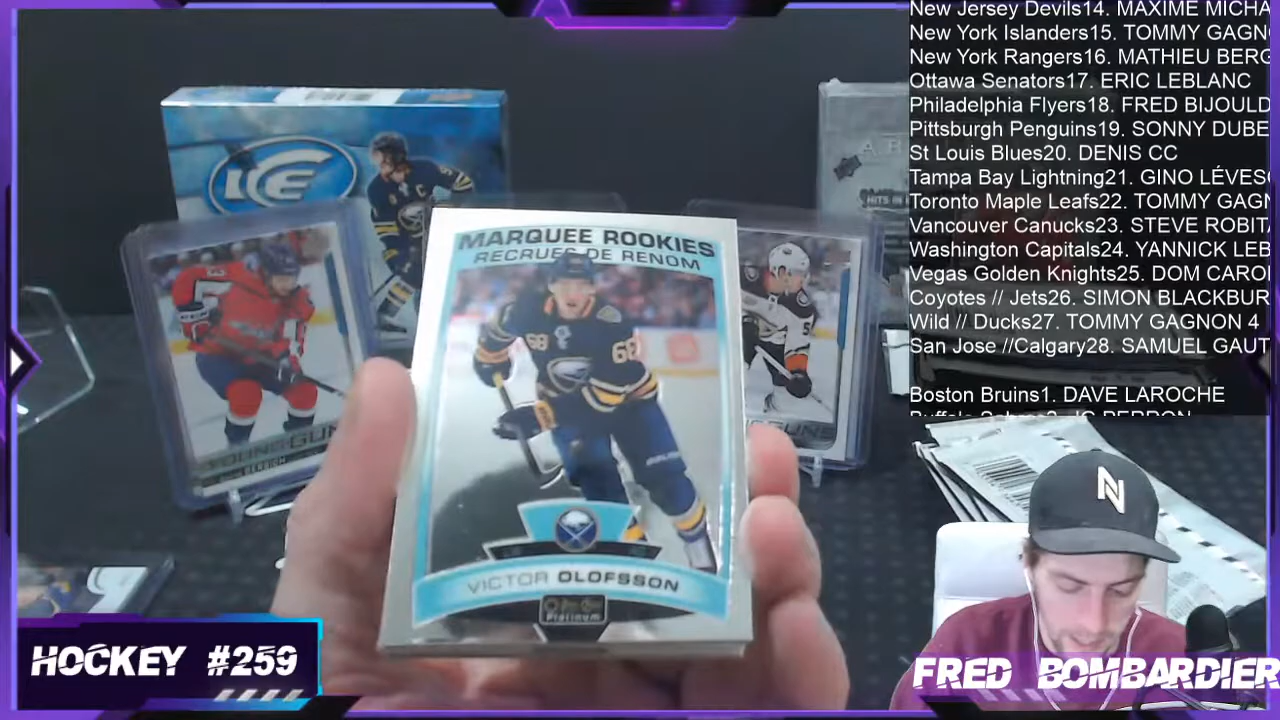 New Jersey Devils14. MAXIME MICHA
New York Islanders15. TOMMY GAGN
New York Rangers16. MATHIEU BERG
Ottawa Senators17. ERIC LEBLANC
Philadelphia Flyers18. FRED BIJOULD
Pittsburgh Penguins19. SONNY DUBE
St Louis Blues20. DENIS CC
Tampa Bay Lightning21. GINO LÉVESQ
Toronto Maple Leafs22. TOMMY GAGN
Vancouver Canucks23. STEVE ROBITA
Washington Capitals24. YANNICK LEB
Vegas Golden Knights25. DOM CARO
Coyotes // Jets26. SIMON BLACKBUR
Wild // Ducks27. TOMMY GAGNON 4
San Jose //Calgary28. SAMUEL GAUT
Boston Bruins1. DAVE LAROCHE
ICE
MARQUEE ROOKIES
RECRUES DE RENOM
68
68
VICTOR OLOFSSON
Platinum
HOCKEY #259
FRED BOMBARDIER
N